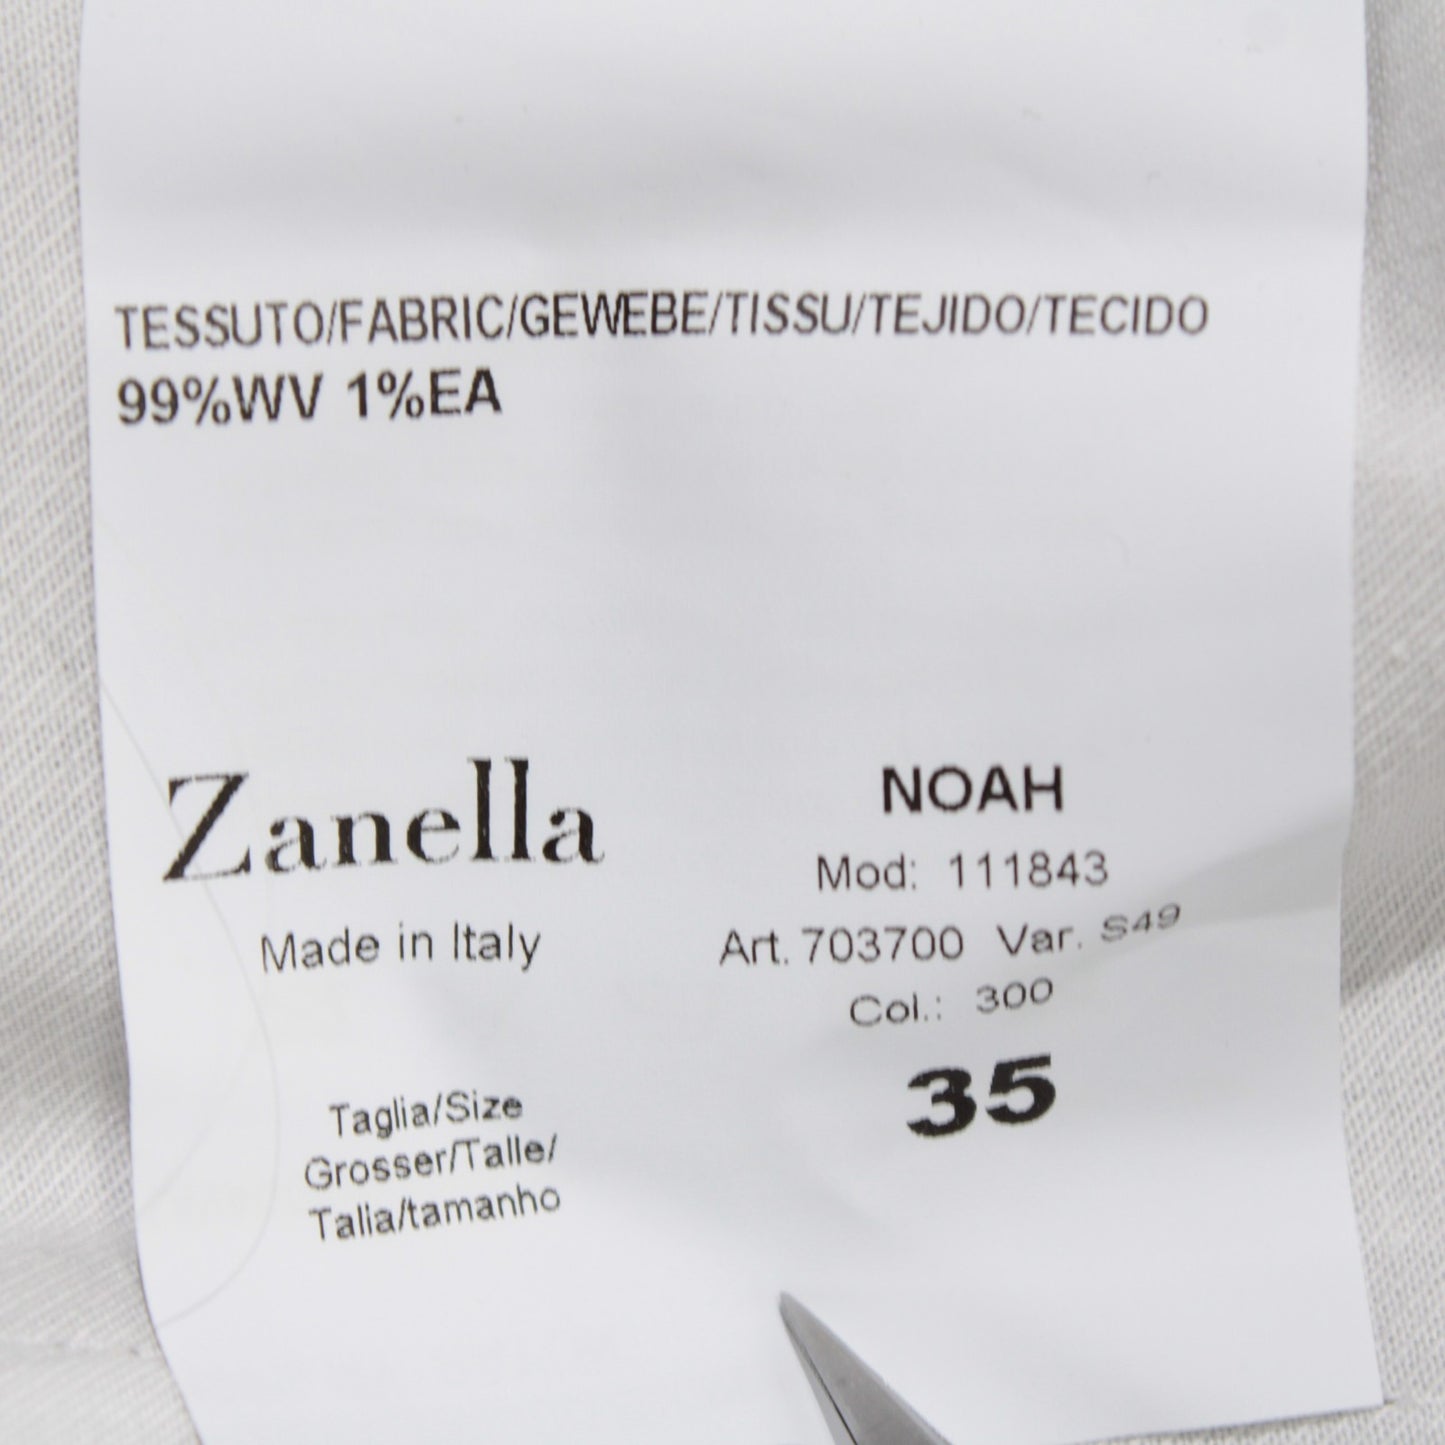 TESSUTO/FABRIC/GEWEBE/TISSU/TEJIDO/TECIDO
99%WV 1%EA
Zanella
Made in Italy
NOAH
Mod: 111843
Art. 703700 Var. S49
Col.: 300
35
Taglia/Size
Grosser/Talle/
Talia/tamanho